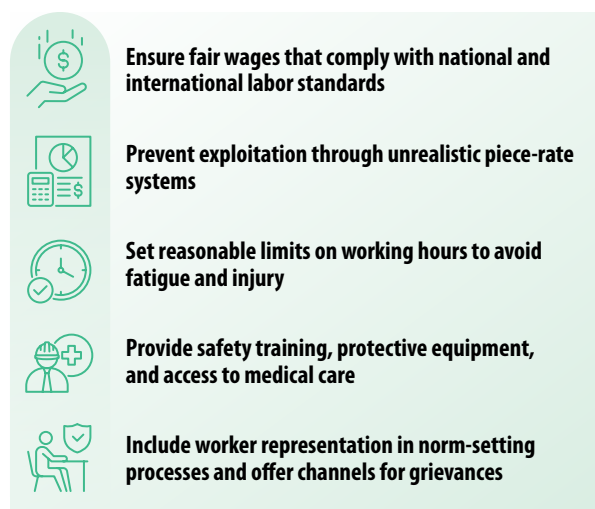 Ensure fair wages that comply with national and
international labor standards
Prevent exploitation through unrealistic piece-rate
systems
Set reasonable limits on working hours to avoid
fatigue and injury
Provide safety training, protective equipment,
and access to medical care
Include worker representation in norm-setting
processes and offer channels for grievances